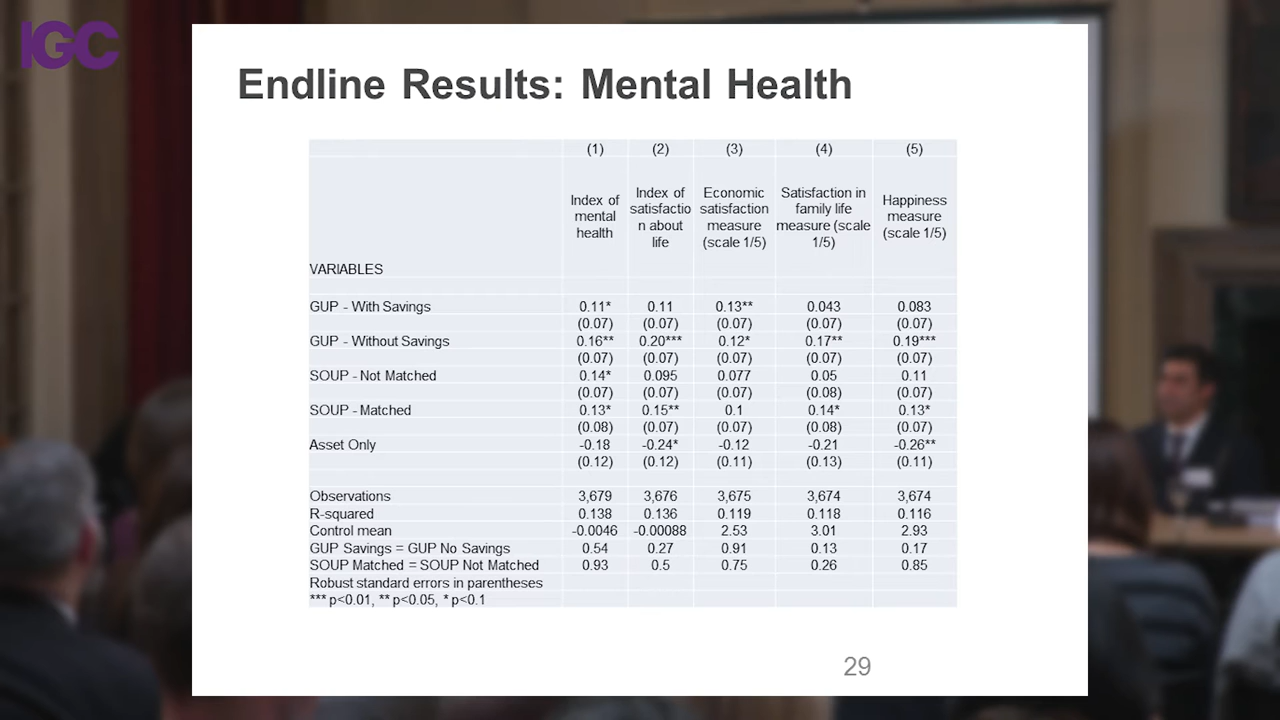 IGC
Endline Results: Mental Health
(1) (2) (3) (4) (5)
VARIABLES
Index of mental health
Index of satisfactio n about life
Economic satisfaction measure (scale 1/5)
Satisfaction in family life measure (scale 1/5)
Happiness measure (scale 1/5)
GUP - With Savings 0.11* 0.11 0.13** 0.043 0.083
(0.07) (0.07) (0.07) (0.07) (0.07)
GUP - Without Savings 0.16** 0.20*** 0.12* 0.17** 0.19***
(0.07) (0.07) (0.07) (0.07) (0.07)
SOUP - Not Matched 0.14* 0.095 0.077 0.05 0.11
(0.07) (0.07) (0.07) (0.08) (0.07)
SOUP - Matched 0.13* 0.15** 0.1 0.14* 0.13*
(0.08) (0.07) (0.07) (0.08) (0.07)
Asset Only -0.18 -0.24* -0.12 -0.21 -0.26**
(0.12) (0.12) (0.11) (0.13) (0.11)
Observations 3,679 3,676 3,675 3,674 3,674
R-squared 0.138 0.136 0.119 0.118 0.116
Control mean -0.0046 -0.00088 2.53 3.01 2.93
GUP Savings = GUP No Savings 0.54 0.27 0.91 0.13 0.17
SOUP Matched = SOUP Not Matched 0.93 0.5 0.75 0.26 0.85
Robust standard errors in parentheses
*** p<0.01, ** p<0.05, * p<0.1
29